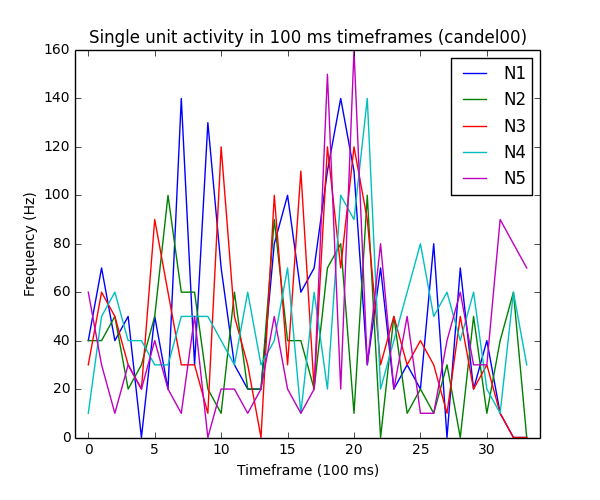 Single unit activity in 100 ms timeframes (candel00)
160
140
120
100
80
60
40
20
0
Frequency (Hz)
N1
N2
N3
N4
N5
0 5 10 15 20 25 30
Timeframe (100 ms)